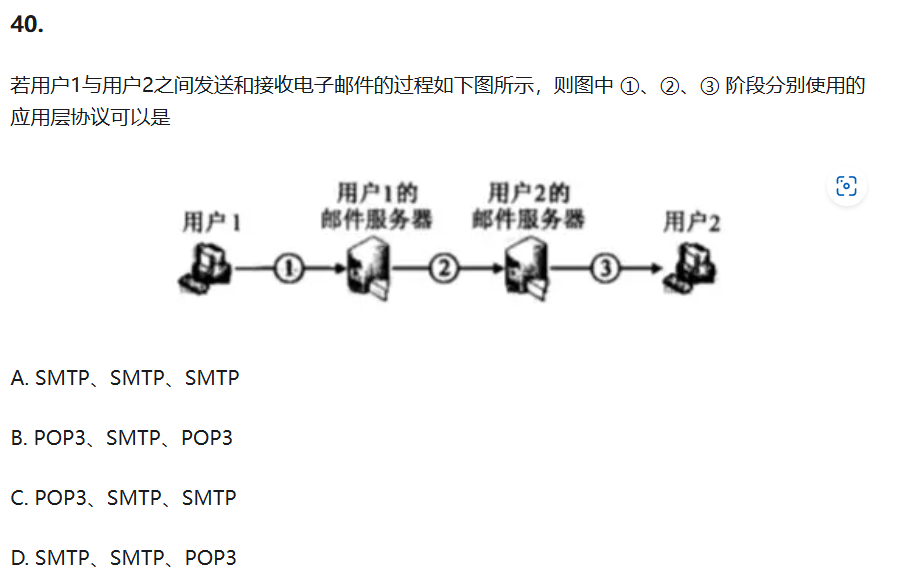 40.
若用户1与用户2之间发送和接收电子邮件的过程如下图所示，则图中 ①、②、③ 阶段分别使用的
应用层协议可以是
用户1
用户1的
邮件服务器
用户2的
邮件服务器
用户2
① ② ③
A. SMTP、SMTP、SMTP
B. POP3、SMTP、POP3
C. POP3、SMTP、SMTP
D. SMTP、SMTP、POP3